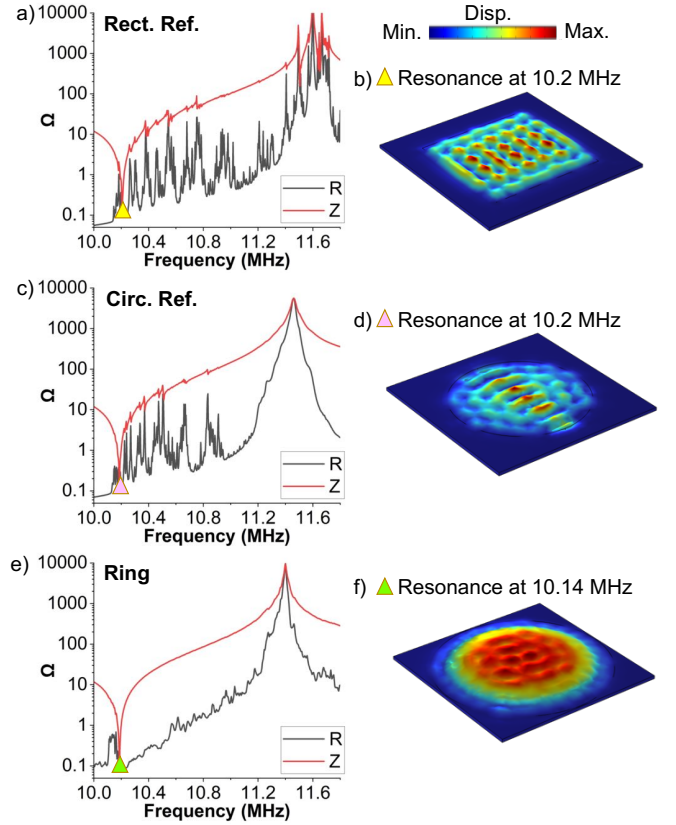 a)
Rect. Ref.
10000
1000
100
10
1
0.1
Ω
R
Z
10.0 10.4 10.8 11.2 11.6
Frequency (MHz)
Disp.
Min. Max.
b) Resonance at 10.2 MHz
c)
Circ. Ref.
10000
1000
100
10
1
0.1
Ω
R
Z
10.0 10.4 10.8 11.2 11.6
Frequency (MHz)
d) Resonance at 10.2 MHz
e)
Ring
10000
1000
100
10
1
0.1
Ω
R
Z
10.0 10.4 10.8 11.2 11.6
Frequency (MHz)
f) Resonance at 10.14 MHz